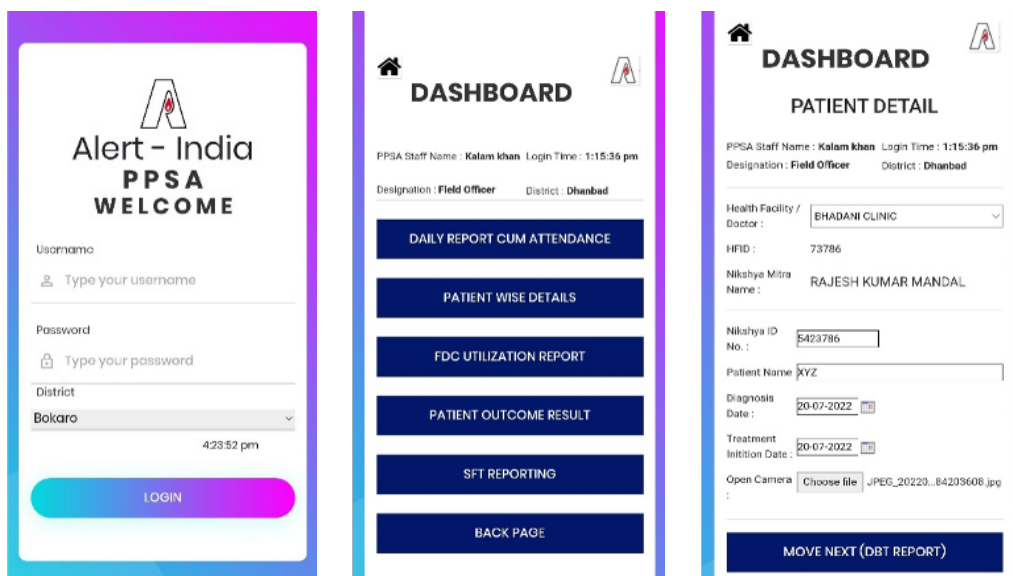 Alert - India
PPSA
WELCOME
Username
Type your username
Password
Type your password
District
Bokaro
4:23:52 pm
LOGIN
DASHBOARD
PPSA Staff Name : Kalam khan Login Time : 1:15:36 pm
Designation : Field Officer District : Dhanbad
DAILY REPORT CUM ATTENDANCE
PATIENT WISE DETAILS
FDC UTILIZATION REPORT
PATIENT OUTCOME RESULT
SFT REPORTING
BACK PAGE
DASHBOARD
PATIENT DETAIL
PPSA Staff Name : Kalam khan Login Time : 1:15:36 pm
Designation : Field Officer District : Dhanbad
Health Facility /
Doctor :
BHADANI CLINIC
HFID : 73786
Nikshya Mitra
Name :
RAJESH KUMAR MANDAL
Nikshya ID
No. :
5423786
Patient Name XYZ
Diagnosis
Date :
20-07-2022
Treatment
Initition Date :
20-07-2022
Open Camera
:
Choose file JPEG_20220...84203608.jpg
MOVE NEXT (DBT REPORT)